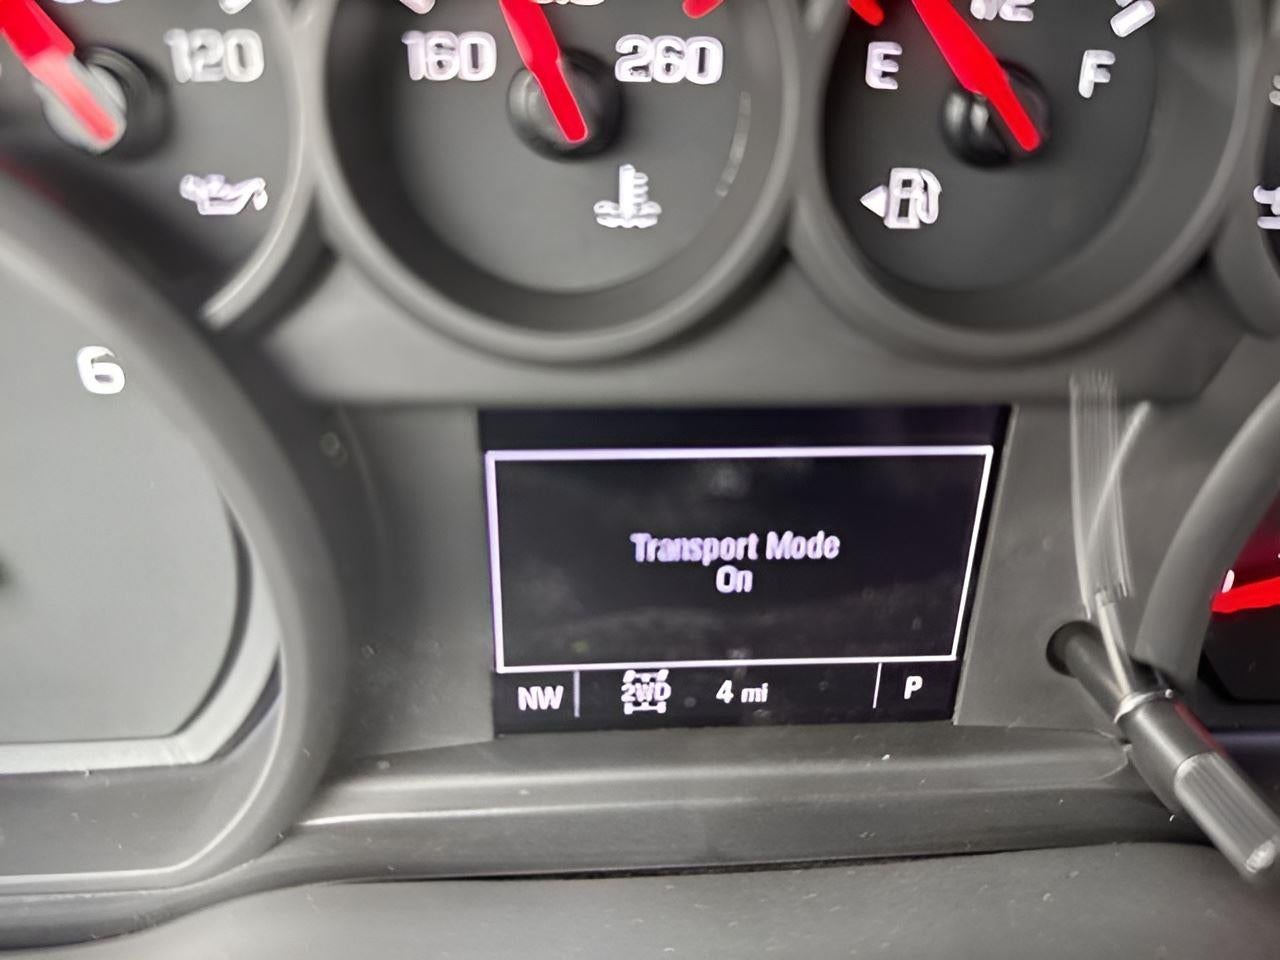 120
160
260
E
F
6
Transport Mode
On
NW
2WD
4 mi
P